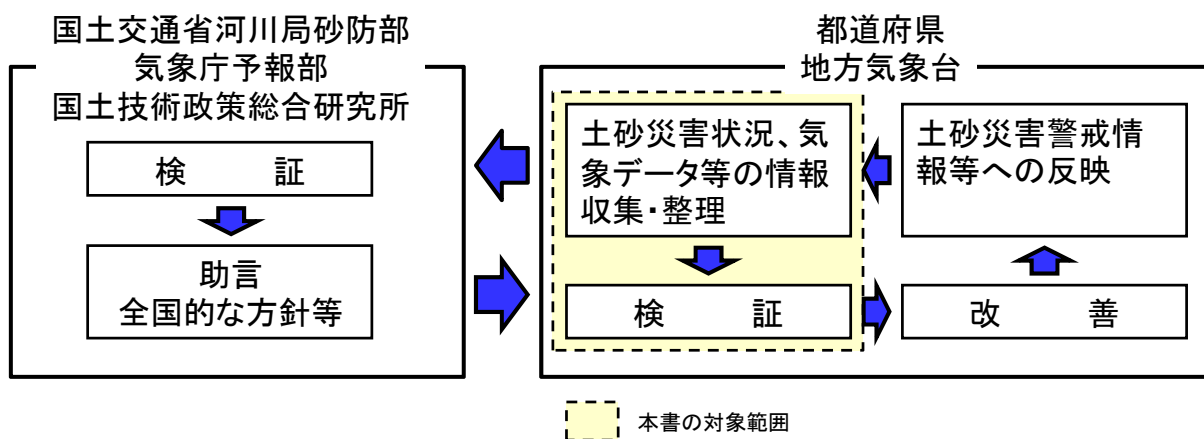 国土交通省河川局砂防部
気象庁予報部
国土技術政策総合研究所
検　　証
助言
全国的な方針等
都道府県
地方気象台
土砂災害状況、気
象データ等の情報
収集・整理
検　　証
土砂災害警戒情
報等への反映
改　　善
本書の対象範囲